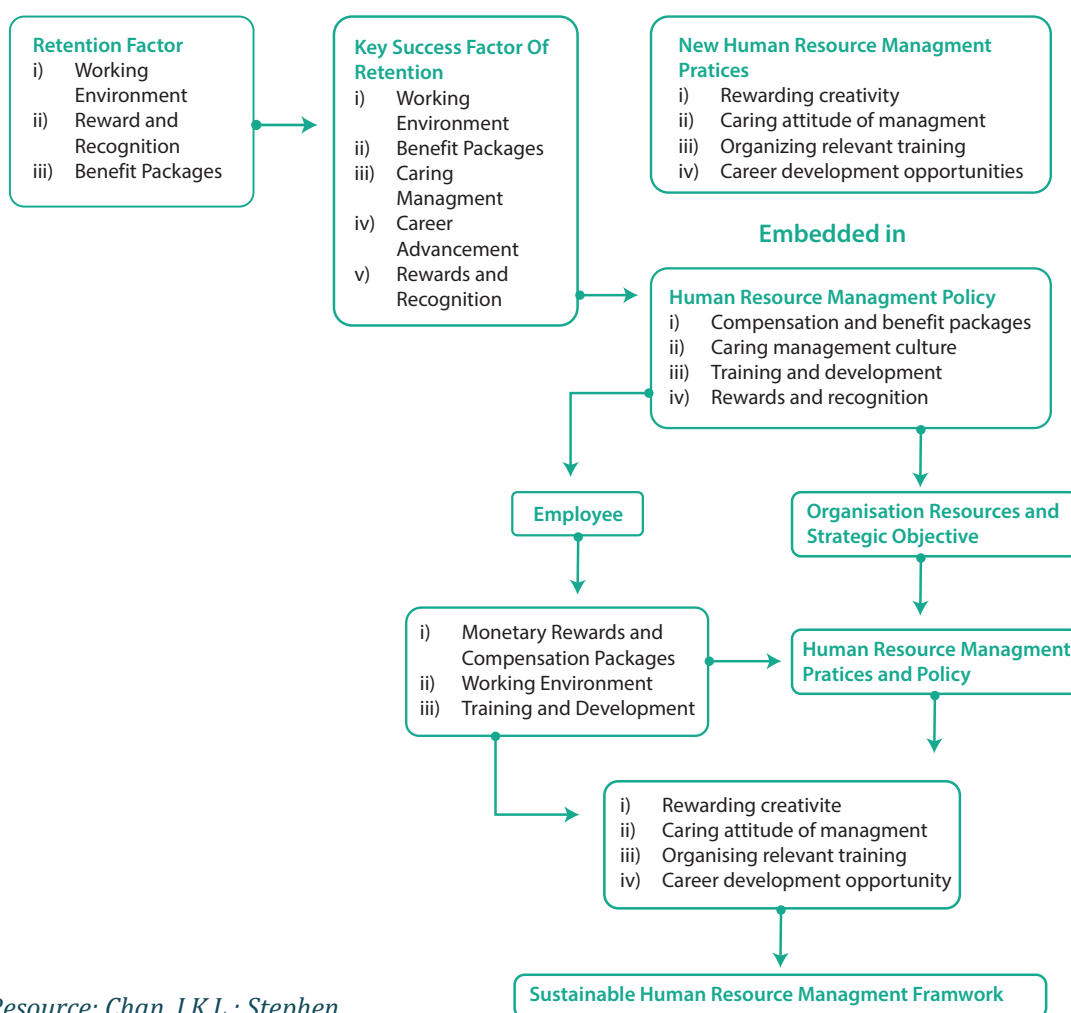 Retention Factor
i) Working
Environment
ii) Reward and
Recognition
iii) Benefit Packages
Key Success Factor Of
Retention
i) Working
Environment
ii) Benefit Packages
iii) Caring
Managment
iv) Career
Advancement
v) Rewards and
Recognition
New Human Resource Managment
Pratices
i) Rewarding creativity
ii) Caring attitude of managment
iii) Organizing relevant training
iv) Career development opportunities
Embedded in
Human Resource Managment Policy
i) Compensation and benefit packages
ii) Caring management culture
iii) Training and development
iv) Rewards and recognition
Employee
Organisation Resources and
Strategic Objective
i) Monetary Rewards and
Compensation Packages
ii) Working Environment
iii) Training and Development
Human Resource Managment
Pratices and Policy
i) Rewarding creativite
ii) Caring attitude of managment
iii) Organising relevant training
iv) Career development opportunity
Sustainable Human Resource Managment Framwork
Resource: Chan, J.K.L.; Stephen